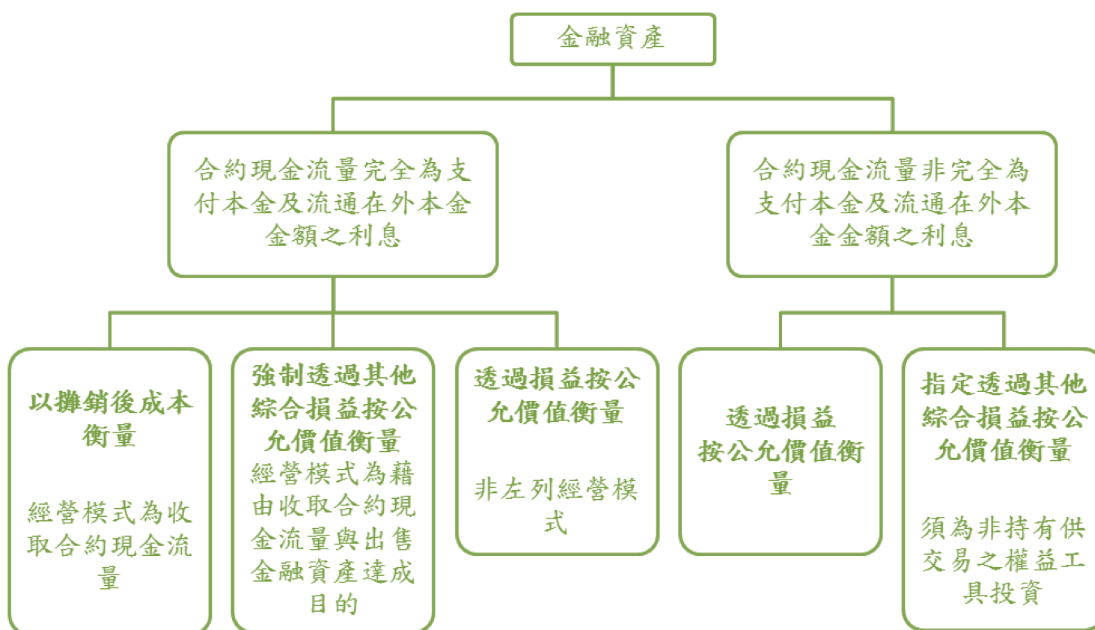 金融資產
合約現金流量完全為支
付本金及流通在外本金
金額之利息
合約現金流量非完全為
支付本金及流通在外本
金金額之利息
以攤銷後成本
衡量
經營模式為收
取合約現金流
量
強制透過其他
綜合損益按公
允價值衡量
經營模式為藉
由收取合約現
金流量與出售
金融資產達成
目的
透過損益按公
允價值衡量
非左列經營模
式
透過損益
按公允價值衡
量
指定透過其他
綜合損益按公
允價值衡量
須為非持有供
交易之權益工
具投資